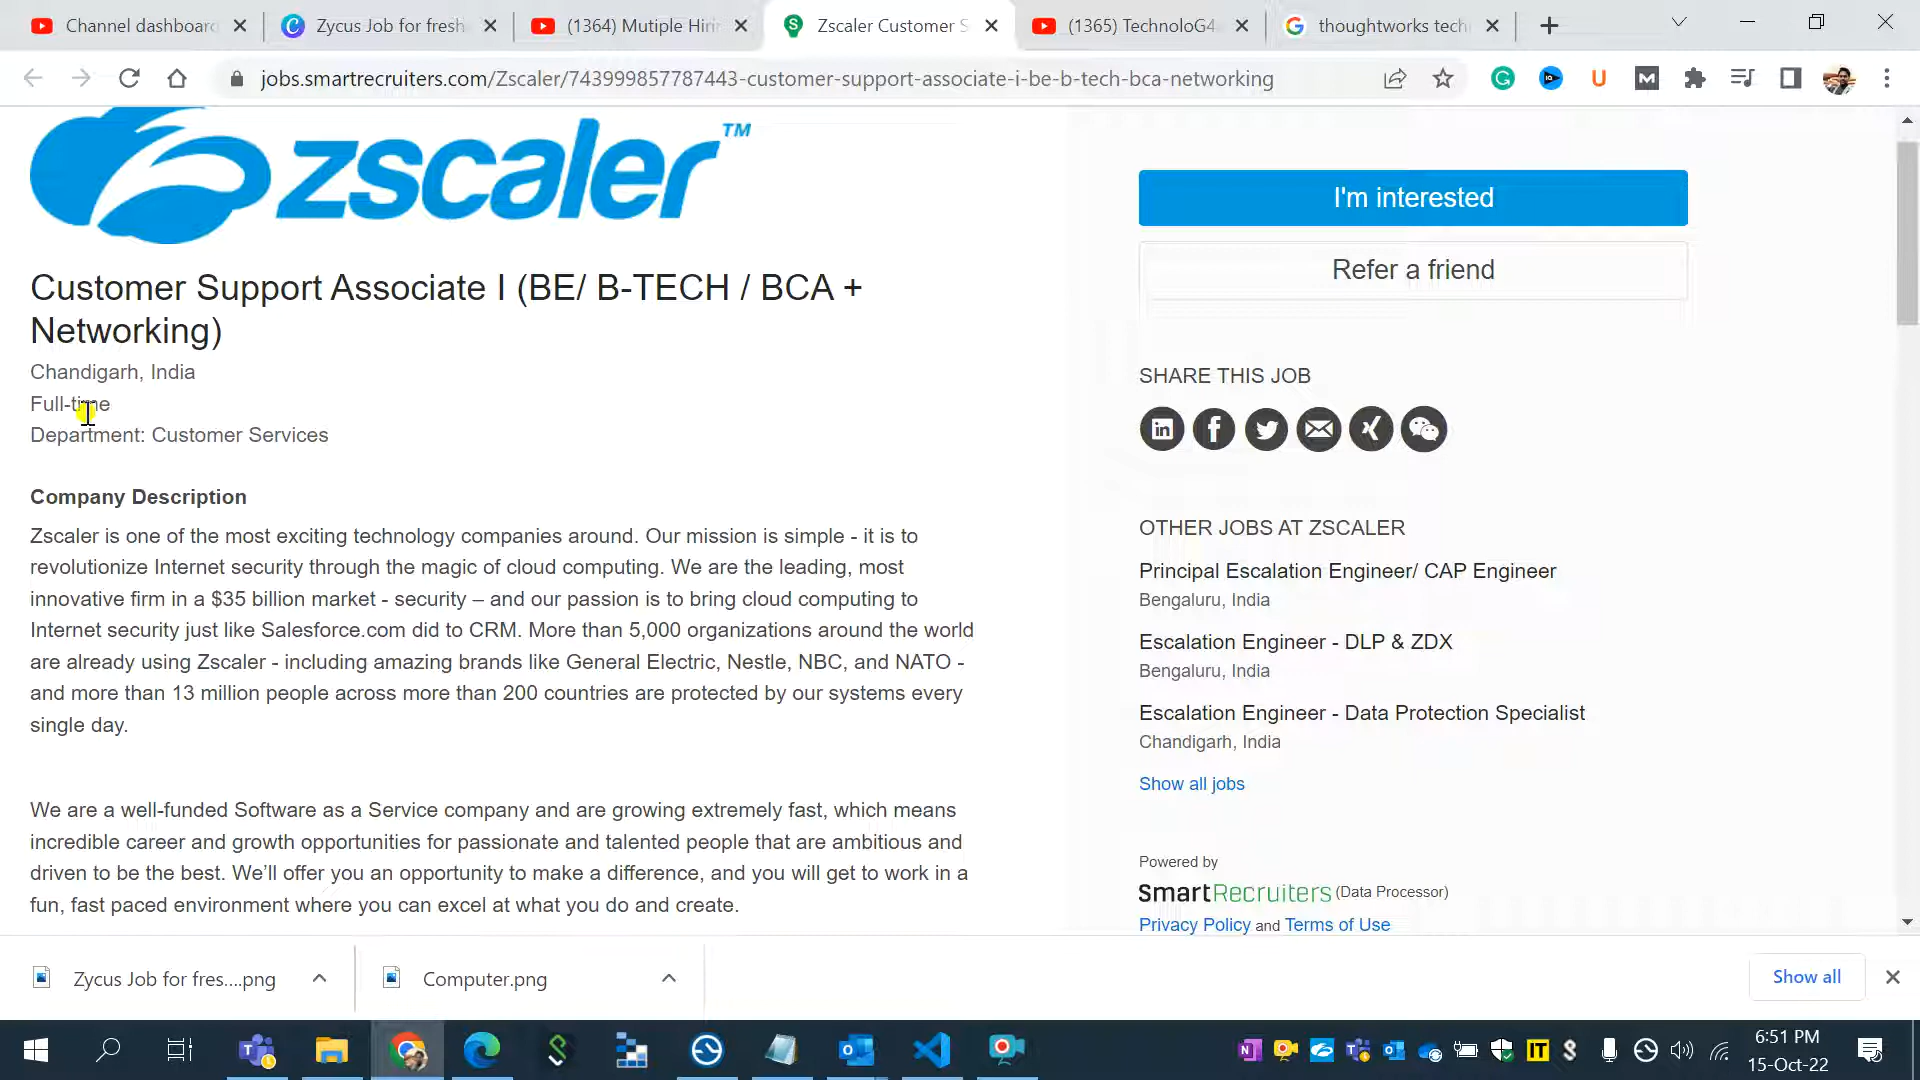 Channel dashboard
Zycus Job for fresh
(1364) Mutiple Hirin
Zscaler Customer S
(1365) TechnoloG4
thoughtworks tech
jobs.smartrecruiters.com/Zscaler/743999857787443-customer-support-associate-i-be-b-tech-bca-networking
zscaler™
Customer Support Associate I (BE/ B-TECH / BCA +
Networking)
Chandigarh, India
Full-time
Department: Customer Services
Company Description
Zscaler is one of the most exciting technology companies around. Our mission is simple - it is to
revolutionize Internet security through the magic of cloud computing. We are the leading, most
innovative firm in a $35 billion market - security – and our passion is to bring cloud computing to
Internet security just like Salesforce.com did to CRM. More than 5,000 organizations around the world
are already using Zscaler - including amazing brands like General Electric, Nestle, NBC, and NATO -
and more than 13 million people across more than 200 countries are protected by our systems every
single day.
We are a well-funded Software as a Service company and are growing extremely fast, which means
incredible career and growth opportunities for passionate and talented people that are ambitious and
driven to be the best. We’ll offer you an opportunity to make a difference, and you will get to work in a
fun, fast paced environment where you can excel at what you do and create.
I'm interested
Refer a friend
SHARE THIS JOB
OTHER JOBS AT ZSCALER
Principal Escalation Engineer/ CAP Engineer
Bengaluru, India
Escalation Engineer - DLP & ZDX
Bengaluru, India
Escalation Engineer - Data Protection Specialist
Chandigarh, India
Show all jobs
Powered by
SmartRecruiters (Data Processor)
Privacy Policy and Terms of Use
Zycus Job for fres....png
Computer.png
Show all
6:51 PM
15-Oct-22